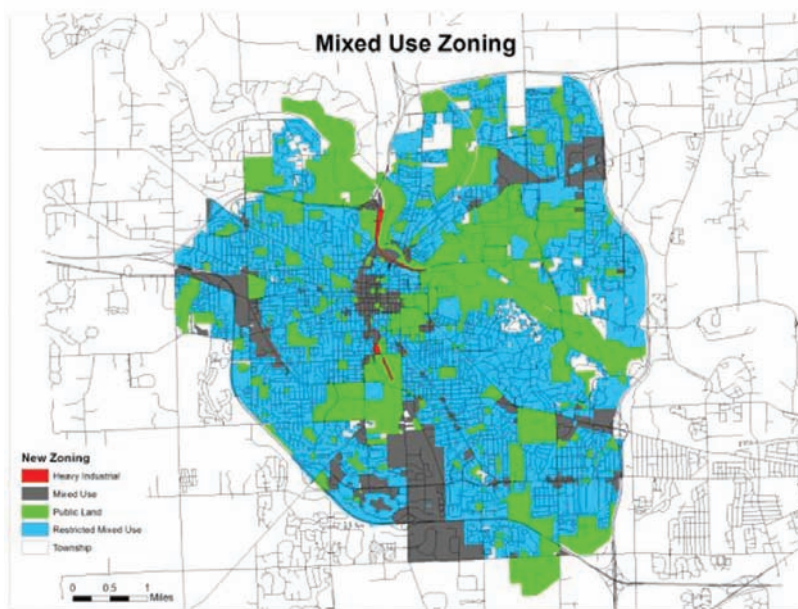 Mixed Use Zoning
New Zoning
Heavy Industrial
Mixed Use
Public Land
Restricted Mixed Use
Township
0 0.5 1
Miles